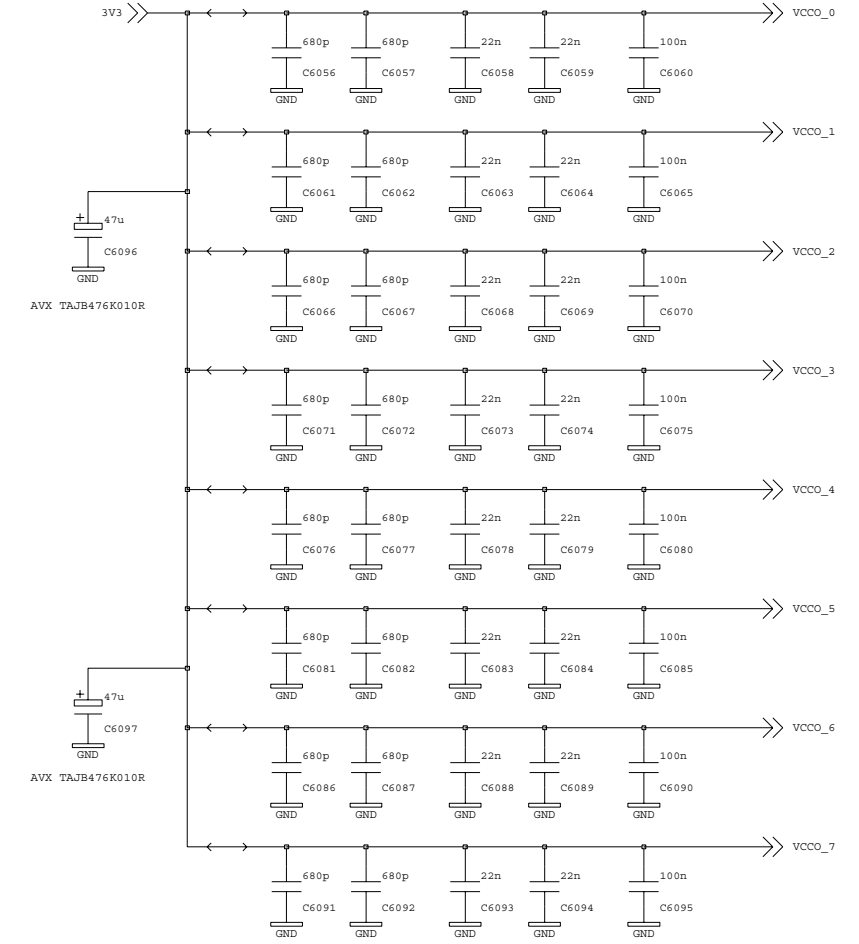 3V3 VCCO_0
680p 680p 22n 22n 100n
C6056 C6057 C6058 C6059 C6060
GND GND GND GND GND
VCCO_1
680p 680p 22n 22n 100n
C6061 C6062 C6063 C6064 C6065
GND GND GND GND GND
+ 47u
C6096
GND
AVX TAJB476K010R
VCCO_2
680p 680p 22n 22n 100n
C6066 C6067 C6068 C6069 C6070
GND GND GND GND GND
VCCO_3
680p 680p 22n 22n 100n
C6071 C6072 C6073 C6074 C6075
GND GND GND GND GND
VCCO_4
680p 680p 22n 22n 100n
C6076 C6077 C6078 C6079 C6080
GND GND GND GND GND
VCCO_5
680p 680p 22n 22n 100n
C6081 C6082 C6083 C6084 C6085
GND GND GND GND GND
+ 47u
C6097
GND
AVX TAJB476K010R
VCCO_6
680p 680p 22n 22n 100n
C6086 C6087 C6088 C6089 C6090
GND GND GND GND GND
VCCO_7
680p 680p 22n 22n 100n
C6091 C6092 C6093 C6094 C6095
GND GND GND GND GND